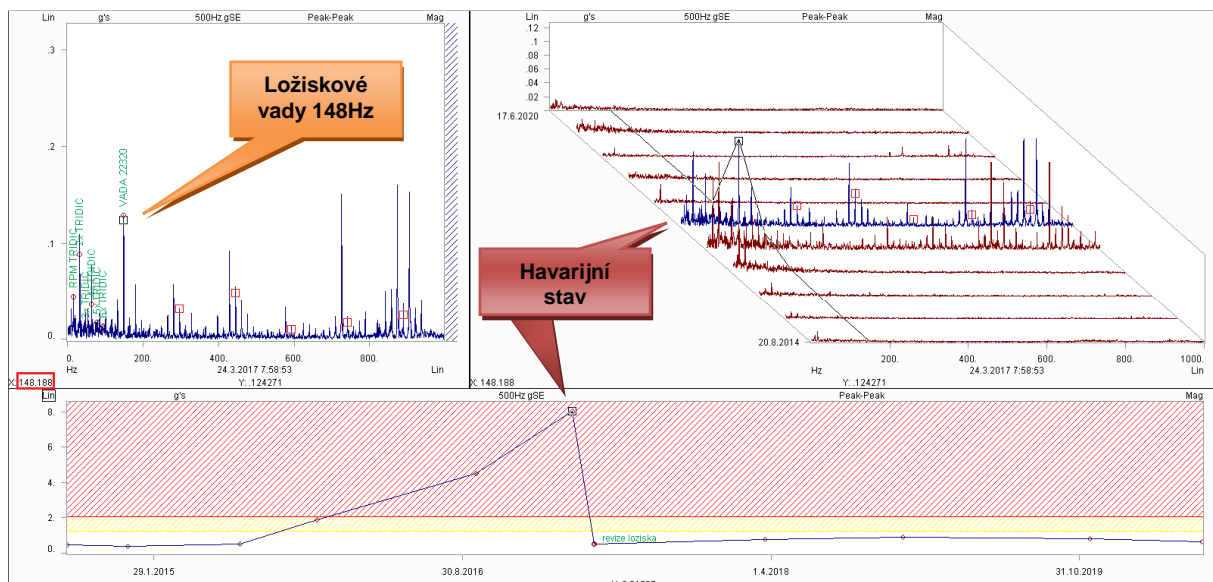 Lin g's 500Hz gSE Peak-Peak Mag
.3
.1
0.
Ložiskové
vady 148Hz
VADA 22320
RPM TRIDIC
2x TRIDIC
0. 200. 400. 600. 800.
Hz 24.3.2017 7:58:53 Lin
X: 148.188 Y: .124271
Lin g's 500Hz gSE Peak-Peak Mag
.12
.1
.08
.06
.04
.02
17.6.2020
20.8.2014
Havarijní
stav
200. 400. 600. 800. 1000.
Hz 24.3.2017 7:58:53 Lin
X: 148.188 Y: .124271
Lin g's 500Hz gSE Peak-Peak Mag
8.
6.
4.
2.
0.
revize loziska
29.1.2015 30.8.2016 1.4.2018 31.10.2019